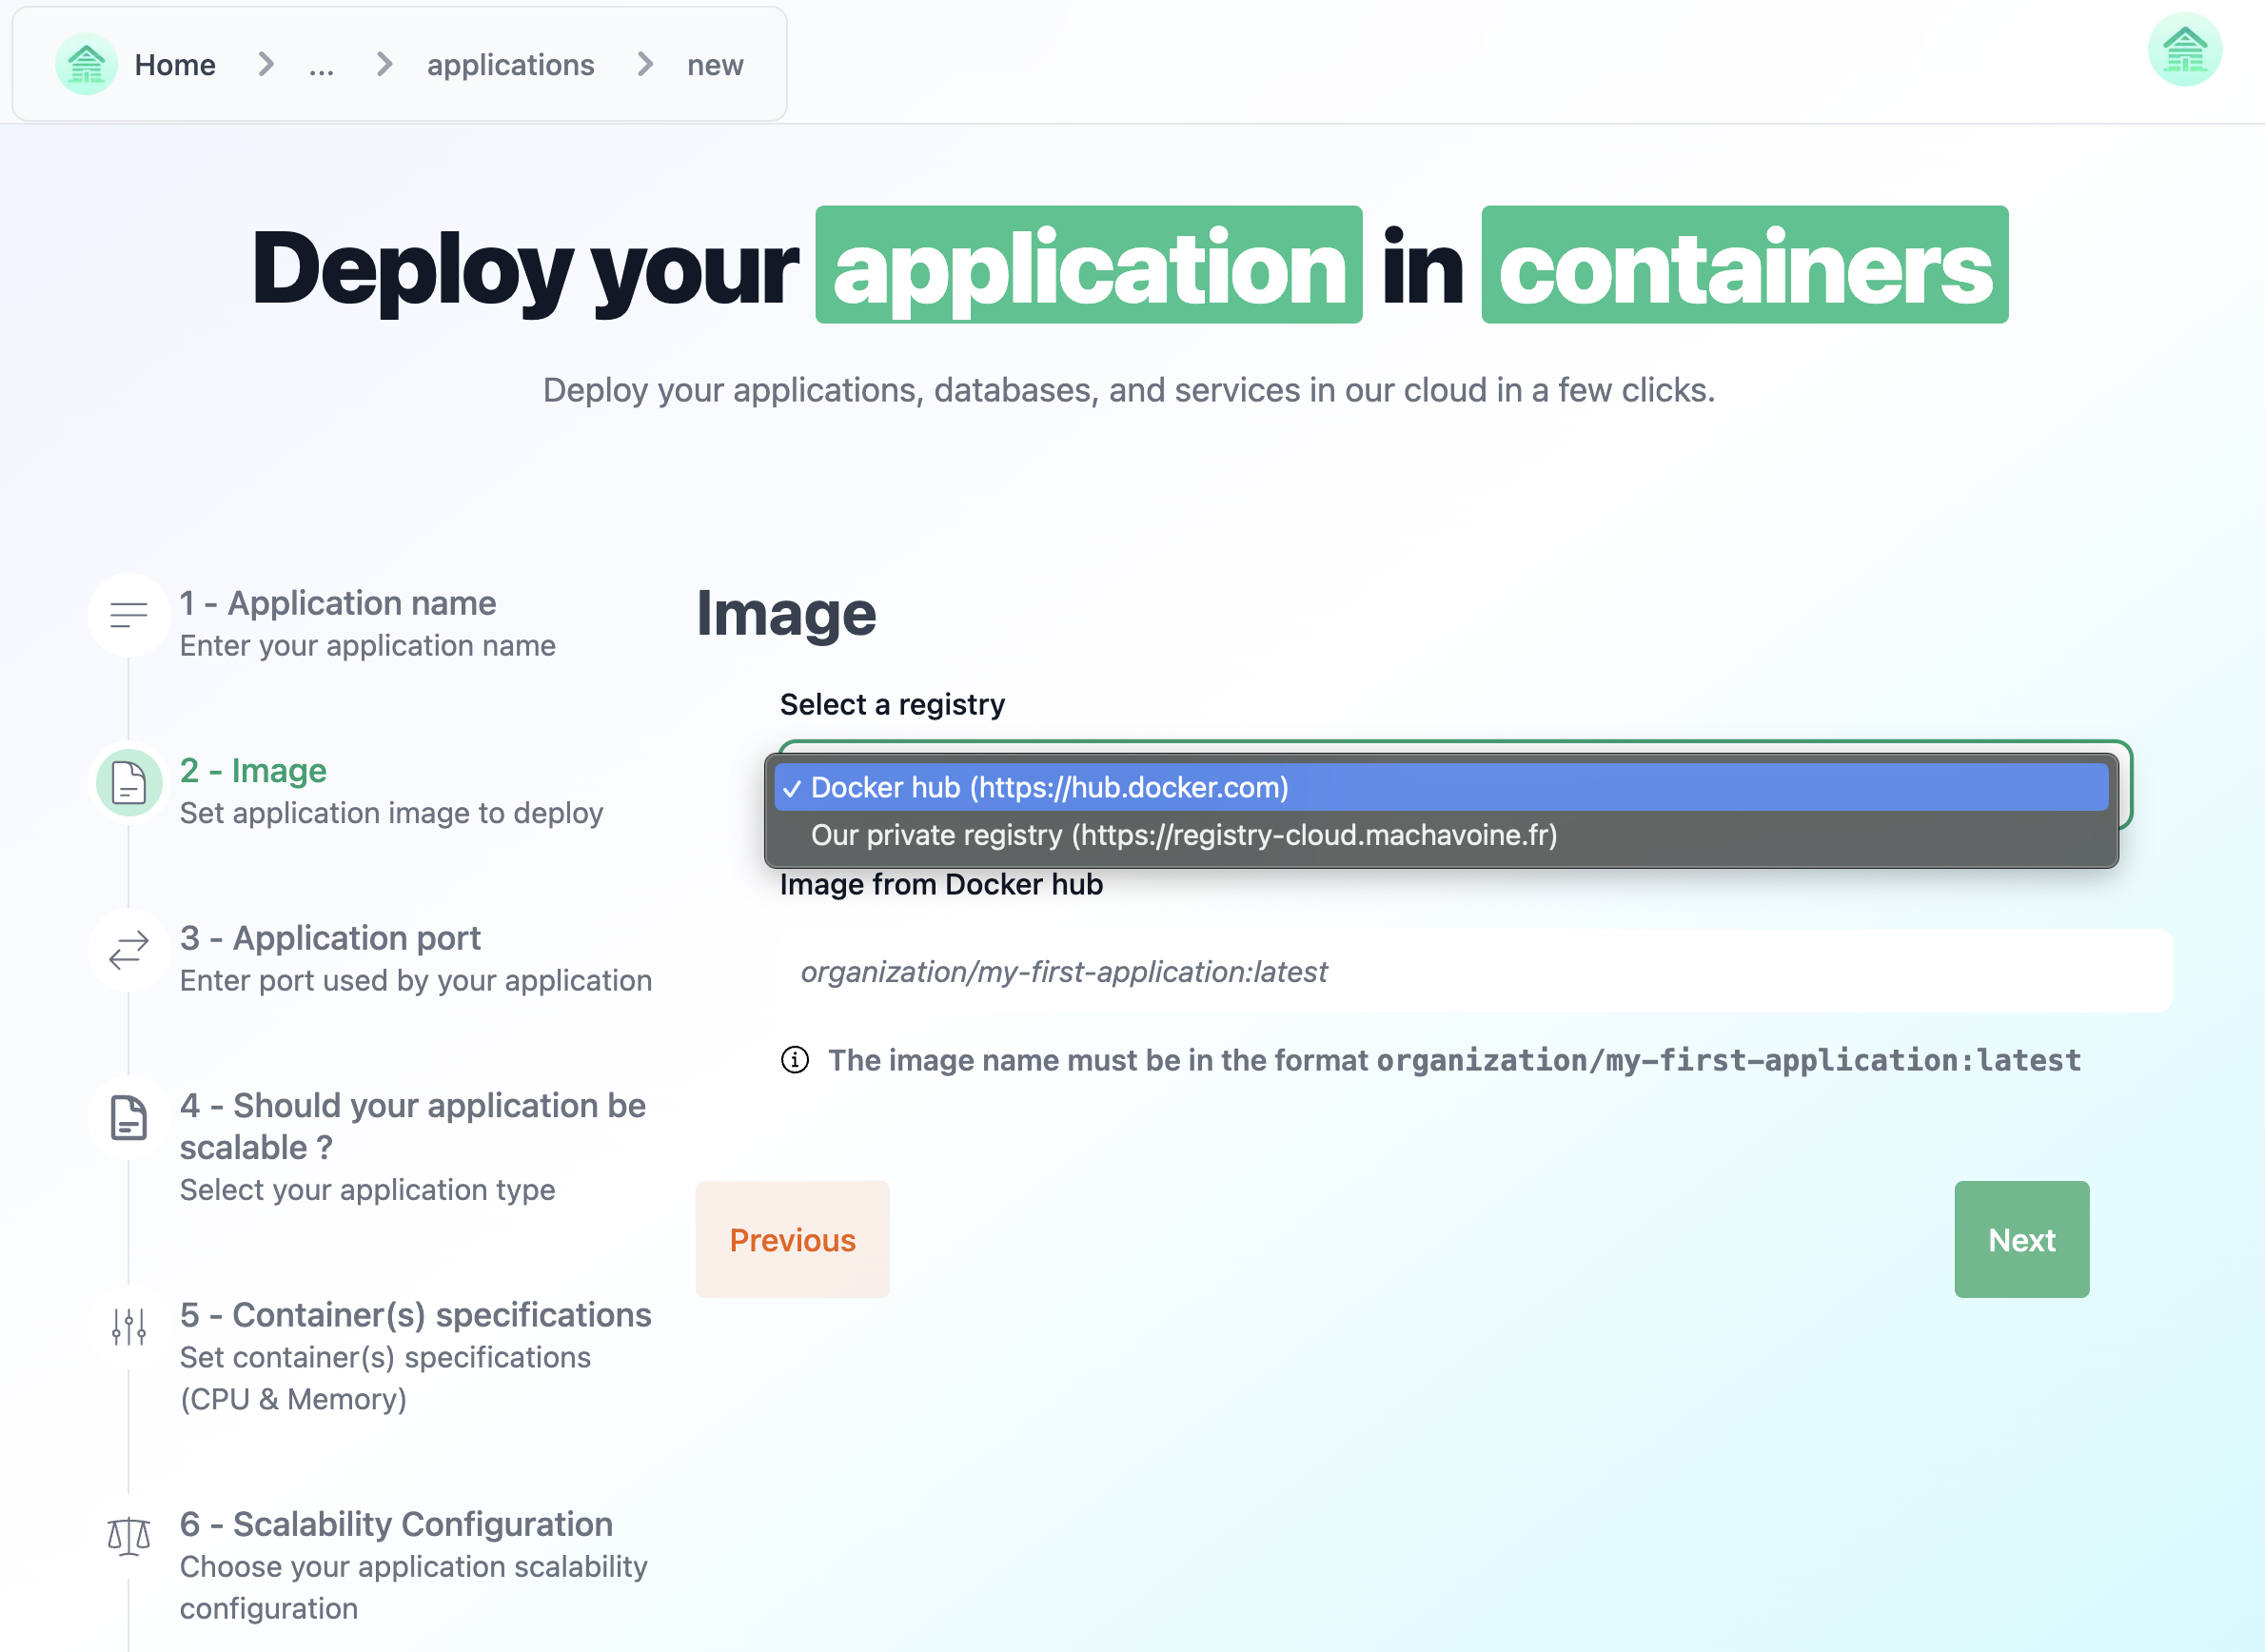 Home > ... > applications > new
Deploy your application in containers
Deploy your applications, databases, and services in our cloud in a few clicks.
1 - Application name
Enter your application name
2 - Image
Set application image to deploy
3 - Application port
Enter port used by your application
4 - Should your application be
scalable ?
Select your application type
5 - Container(s) specifications
Set container(s) specifications
(CPU & Memory)
6 - Scalability Configuration
Choose your application scalability
configuration
Image
Select a registry
✓ Docker hub (https://hub.docker.com)
Our private registry (https://registry-cloud.machavoine.fr)
Image from Docker hub
organization/my-first-application:latest
The image name must be in the format organization/my-first-application:latest
Previous
Next